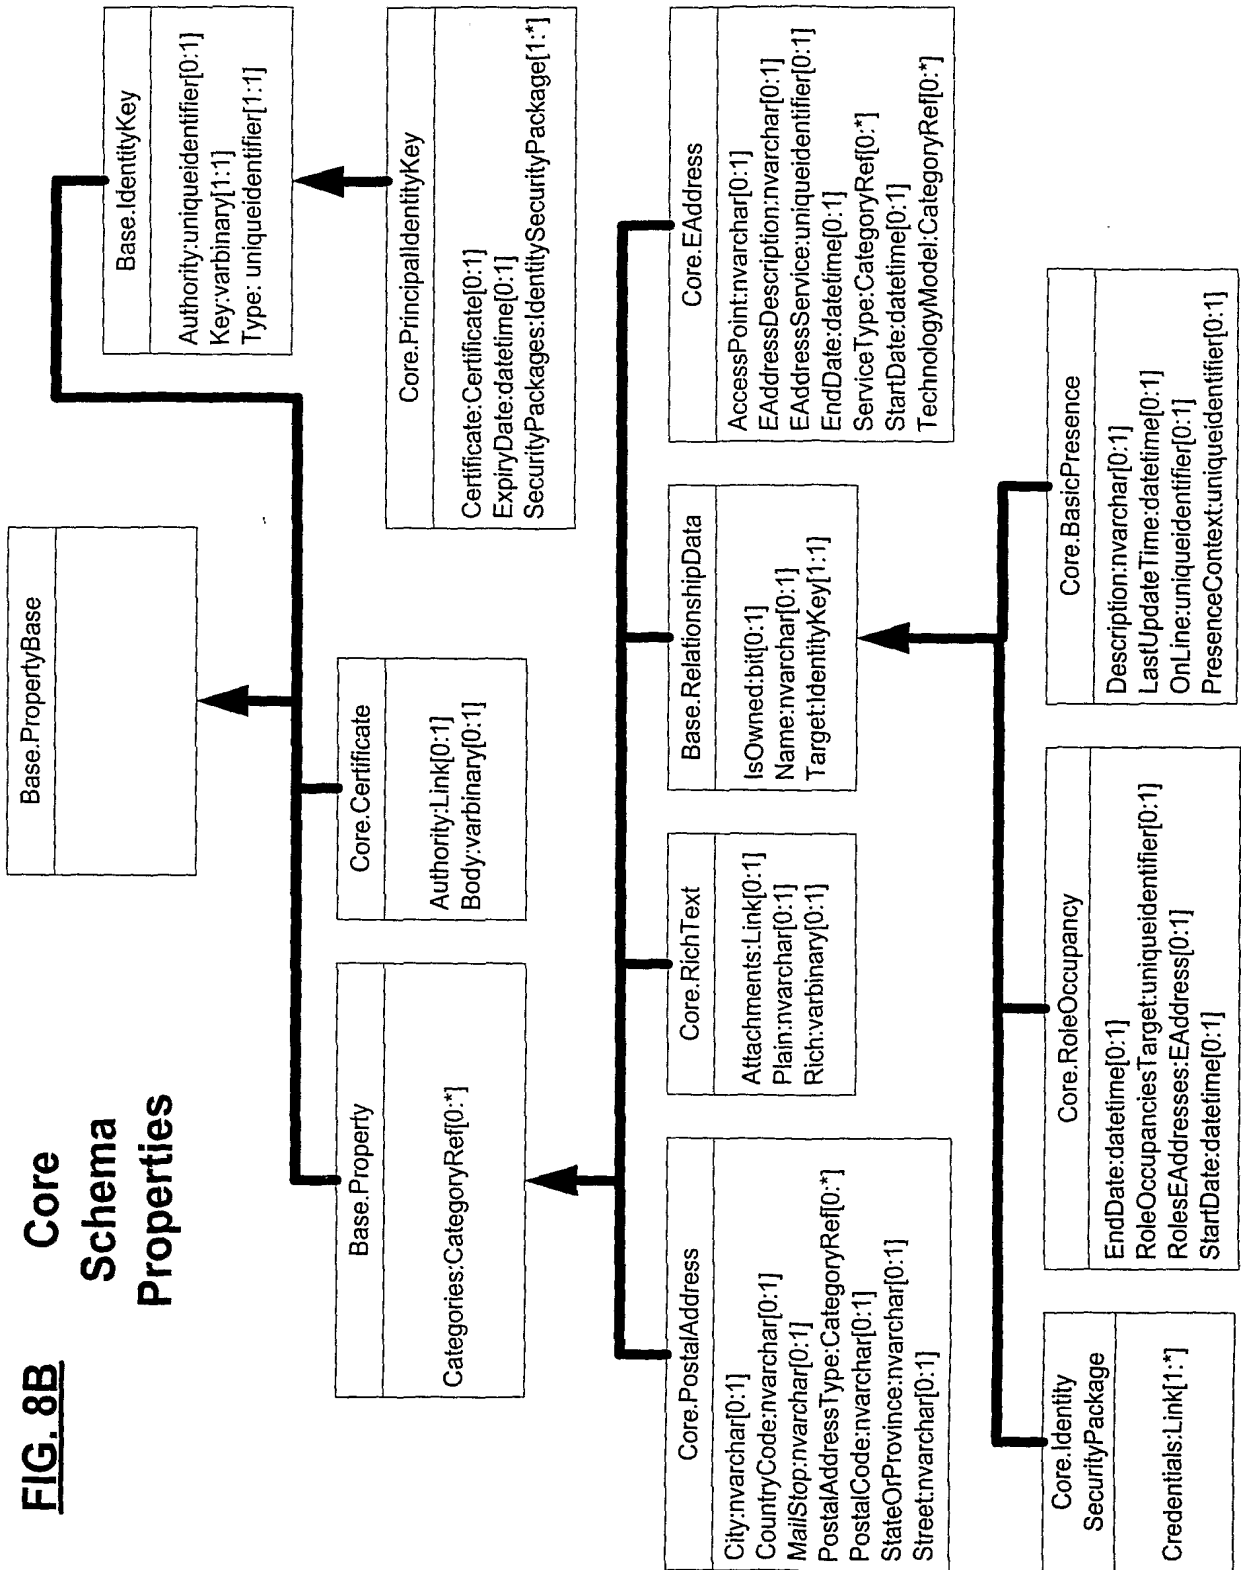 FIG. 8B
Core
Schema
Properties
Base.PropertyBase
Base.IdentityKey
Authority:uniqueidentifier[0:1]
Key:varbinary[1:1]
Type: uniqueidentifier[1:1]
Base.Property
Categories:CategoryRef[0:*]
Core.Certificate
Authority:Link[0:1]
Body:varbinary[0:1]
Core.PrincipalIdentityKey
Certificate:Certificate[0:1]
ExpiryDate:datetime[0:1]
SecurityPackages:IdentitySecurityPackage[1:*]
Core.PostalAddress
City:nvarchar[0:1]
CountryCode:nvarchar[0:1]
MailStop:nvarchar[0:1]
PostalAddressType:CategoryRef[0:*]
PostalCode:nvarchar[0:1]
StateOrProvince:nvarchar[0:1]
Street:nvarchar[0:1]
Core.RichText
Attachments:Link[0:1]
Plain:nvarchar[0:1]
Rich:varbinary[0:1]
Base.RelationshipData
IsOwned:bit[0:1]
Name:nvarchar[0:1]
Target:IdentityKey[1:1]
Core.EAddress
AccessPoint:nvarchar[0:1]
EAddressDescription:nvarchar[0:1]
EAddressService:uniqueidentifier[0:1]
EndDate:datetime[0:1]
ServiceType:CategoryRef[0:*]
StartDate:datetime[0:1]
TechnologyModel:CategoryRef[0:*]
Core.Identity
SecurityPackage
Credentials:Link[1:*]
Core.RoleOccupancy
EndDate:datetime[0:1]
RoleOccupanciesTarget:uniqueidentifier[0:1]
RolesEAddresses:EAddress[0:1]
StartDate:datetime[0:1]
Core.BasicPresence
Description:nvarchar[0:1]
LastUpdateTime:datetime[0:1]
OnLine:uniqueidentifier[0:1]
PresenceContext:uniqueidentifier[0:1]